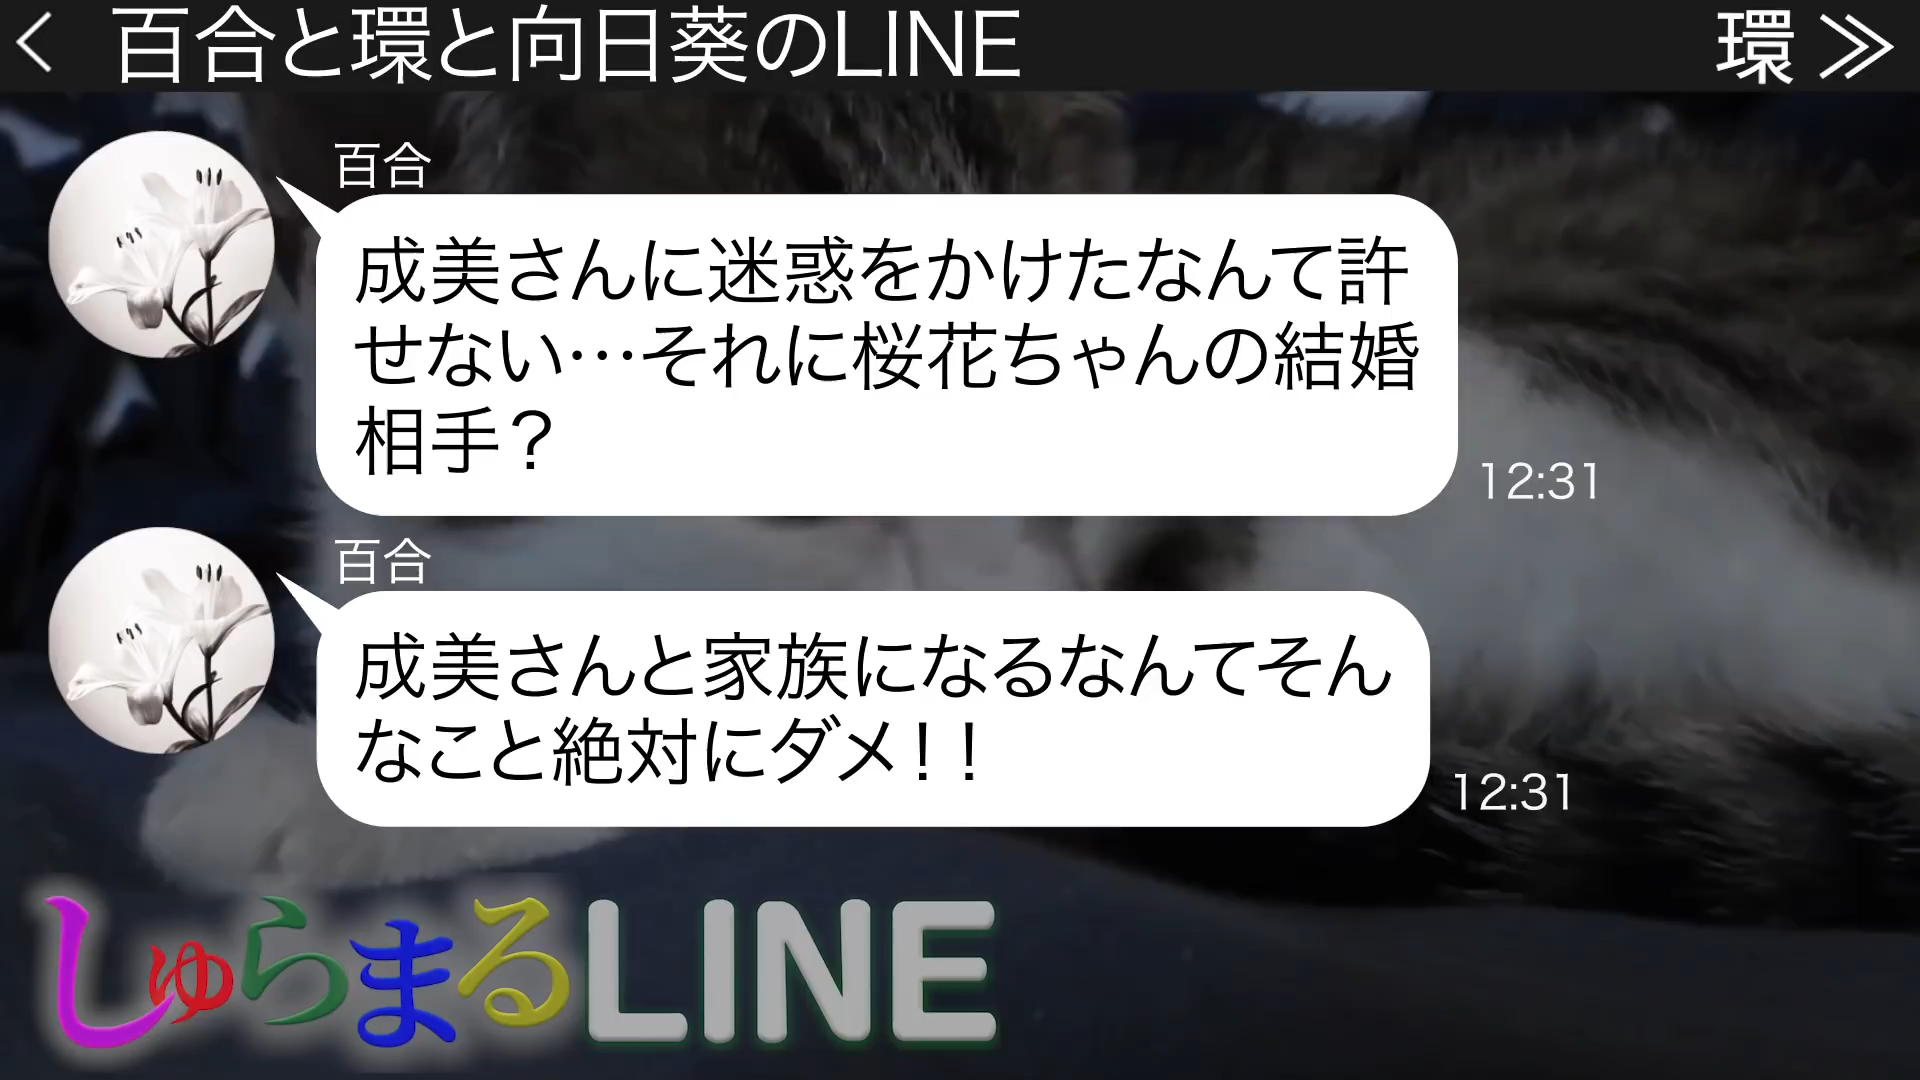 百合と環と向日葵のLINE
環
百合
成美さんに迷惑をかけたなんて許
せない…それに桜花ちゃんの結婚
相手？
12:31
百合
成美さんと家族になるなんてそん
なこと絶対にダメ！！
12:31
しゅらまるLINE